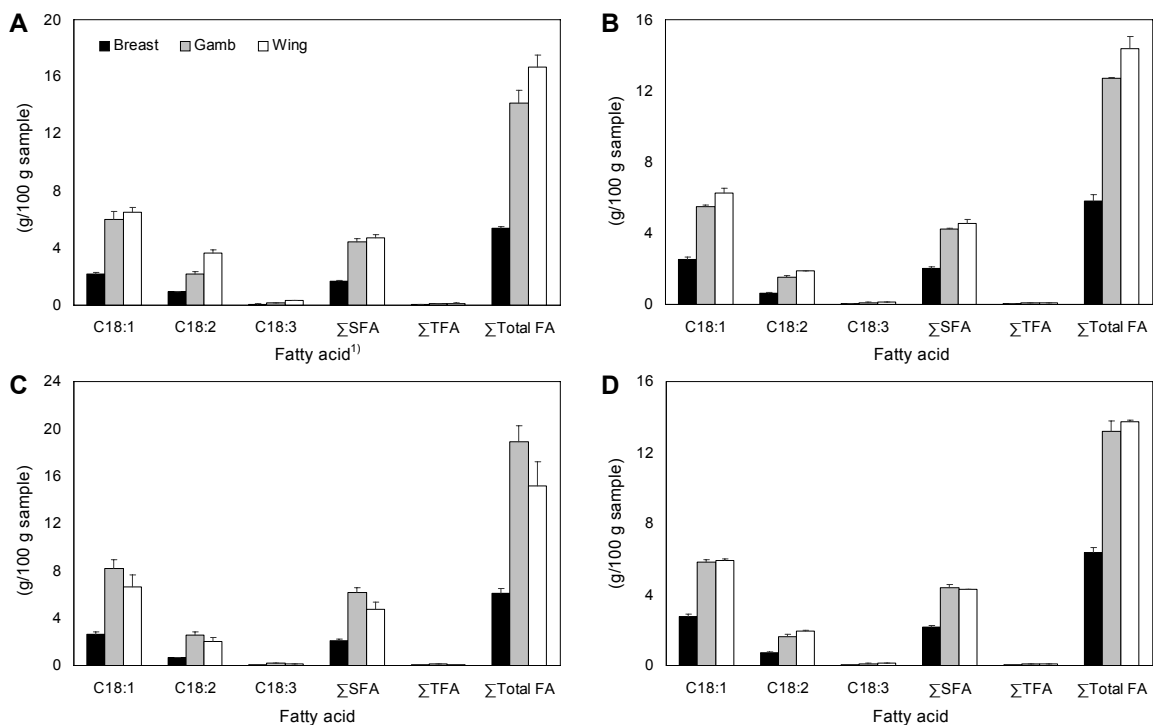 A
Breast Gamb Wing
(g/100 g sample)
20
16
12
8
4
0
C18:1 C18:2 C18:3 ∑SFA ∑TFA ∑Total FA
Fatty acid1)
B
(g/100 g sample)
16
12
8
4
0
C18:1 C18:2 C18:3 ∑SFA ∑TFA ∑Total FA
Fatty acid
C
(g/100 g sample)
24
20
16
12
8
4
0
C18:1 C18:2 C18:3 ∑SFA ∑TFA ∑Total FA
Fatty acid
D
(g/100 g sample)
16
12
8
4
0
C18:1 C18:2 C18:3 ∑SFA ∑TFA ∑Total FA
Fatty acid